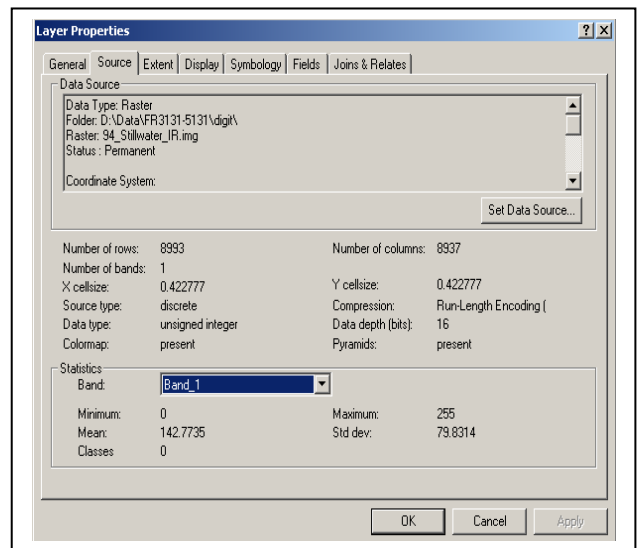 Layer Properties
General Source Extent Display Symbology Fields Joins & Relates
Data Source
Data Type: Raster
Folder: D:\Data\FR3131-5131\digit\
Raster: 94_Stillwater_IR.img
Status : Permanent
Coordinate System:
Set Data Source...
Number of rows: 8993 Number of columns: 8937
Number of bands: 1
X cellsize: 0.422777 Y cellsize: 0.422777
Source type: discrete Compression: Run-Length Encoding (
Data type: unsigned integer Data depth (bits): 16
Colormap: present Pyramids: present
Statistics
Band: Band_1
Minimum: 0 Maximum: 255
Mean: 142.7735 Std dev: 79.8314
Classes 0
OK Cancel Apply